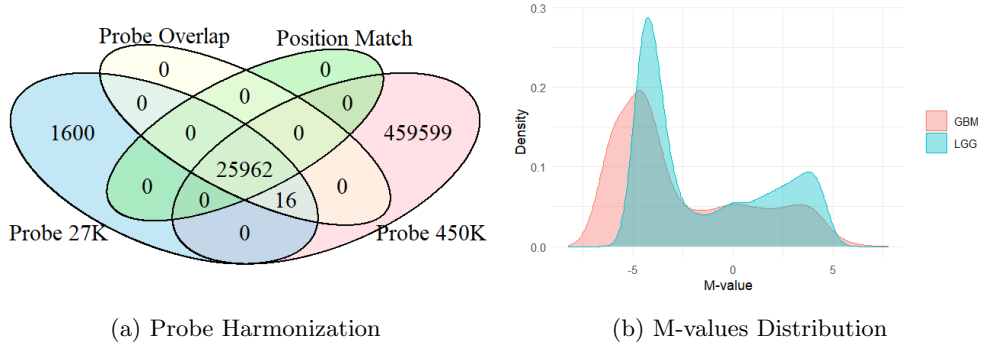 Probe Overlap
Position Match
0
0
1600
0
0
0
459599
0
0
25962
0
0
16
0
0
Probe 27K
Probe 450K
(a) Probe Harmonization
0.3
0.2
0.1
0.0
Density
-5
0
5
M-value
GBM
LGG
(b) M-values Distribution